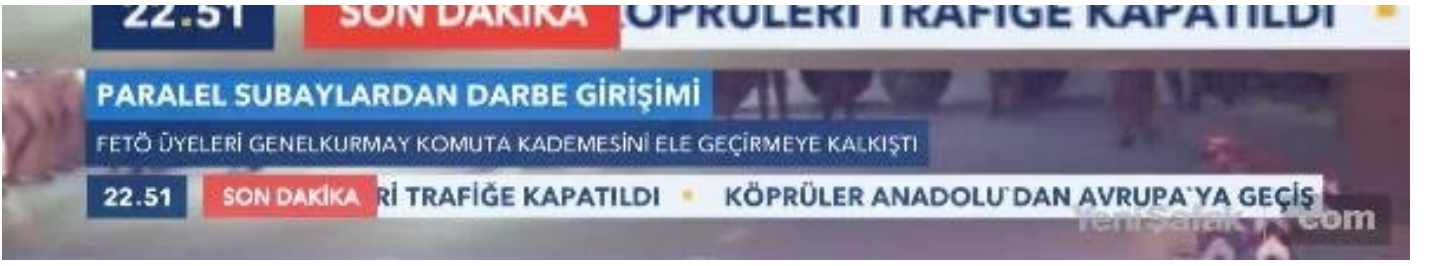 22.51 SON DAKİKA KÖPRÜLERİ TRAFİĞE KAPATILDI •
PARALEL SUBAYLARDAN DARBE GİRİŞİMİ
FETÖ ÜYELERİ GENELKURMAY KOMUTA KADEMESİNİ ELE GEÇİRMEYE KALKIŞTI
22.51 SON DAKİKA Rİ TRAFİĞE KAPATILDI • KÖPRÜLER ANADOLU`DAN AVRUPA`YA GEÇİŞ
YeniSafak com